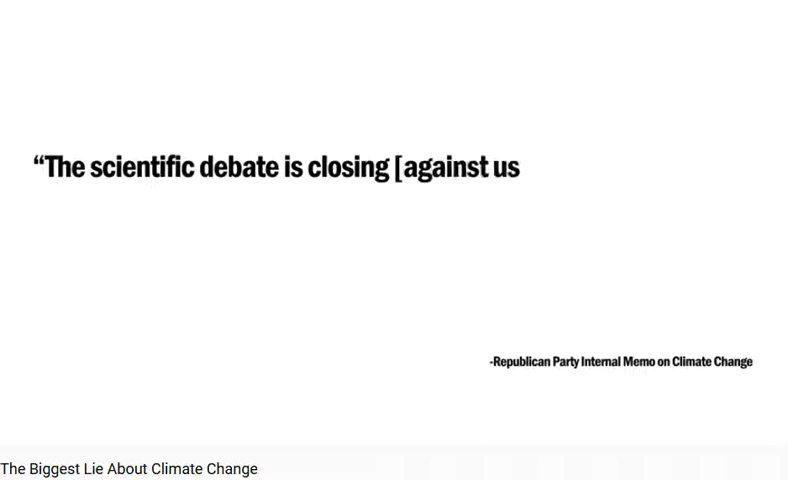 “The scientific debate is closing [against us
-Republican Party Internal Memo on Climate Change
The Biggest Lie About Climate Change